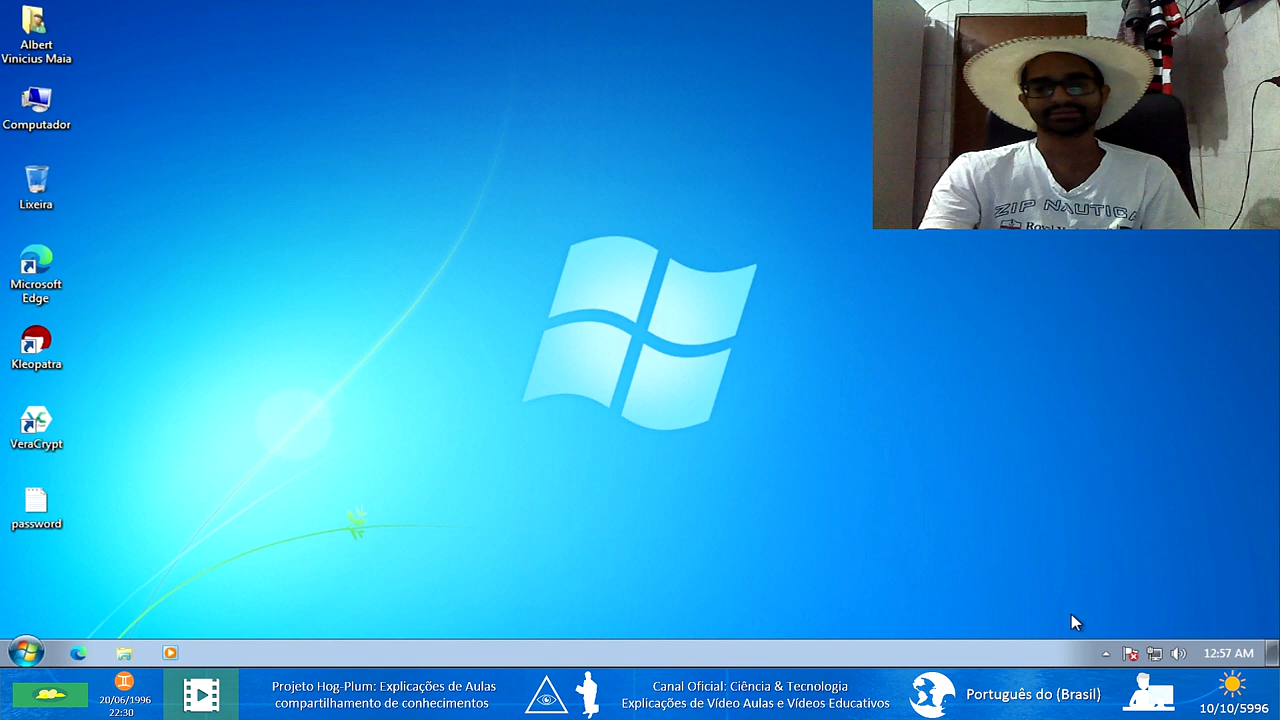 Albert
Vinicius Maia
Computador
Lixeira
Microsoft
Edge
Kleopatra
VeraCrypt
password
ZIP NAUTICA
12:57 AM
20/06/1996
22:30
Projeto Hog-Plum: Explicações de Aulas
compartilhamento de conhecimentos
Canal Oficial: Ciência & Tecnologia
Explicações de Vídeo Aulas e Vídeos Educativos
Português do (Brasil)
10/10/5996